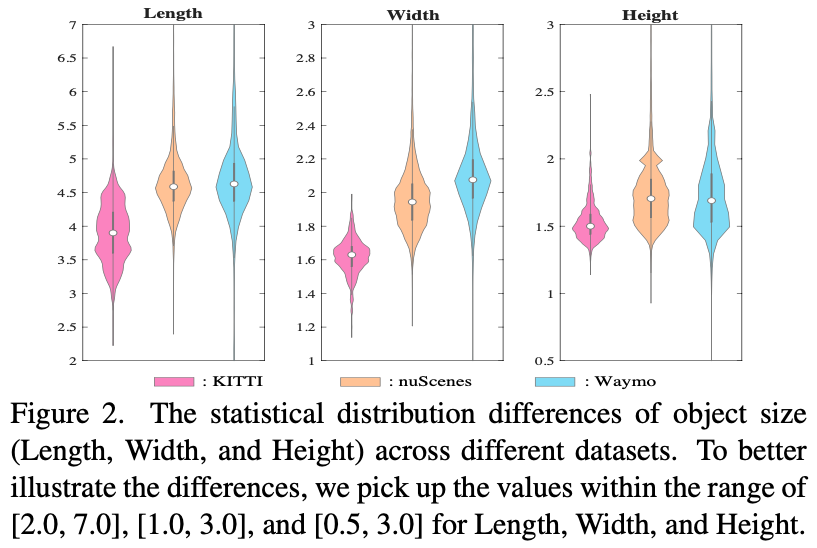 Length
7
6.5
6
5.5
5
4.5
4
3.5
3
2.5
2
Width
3
2.8
2.6
2.4
2.2
2
1.8
1.6
1.4
1.2
1
Height
3
2.5
2
1.5
1
0.5
: KITTI
: nuScenes
: Waymo
Figure 2. The statistical distribution differences of object size
(Length, Width, and Height) across different datasets. To better
illustrate the differences, we pick up the values within the range of
[2.0, 7.0], [1.0, 3.0], and [0.5, 3.0] for Length, Width, and Height.